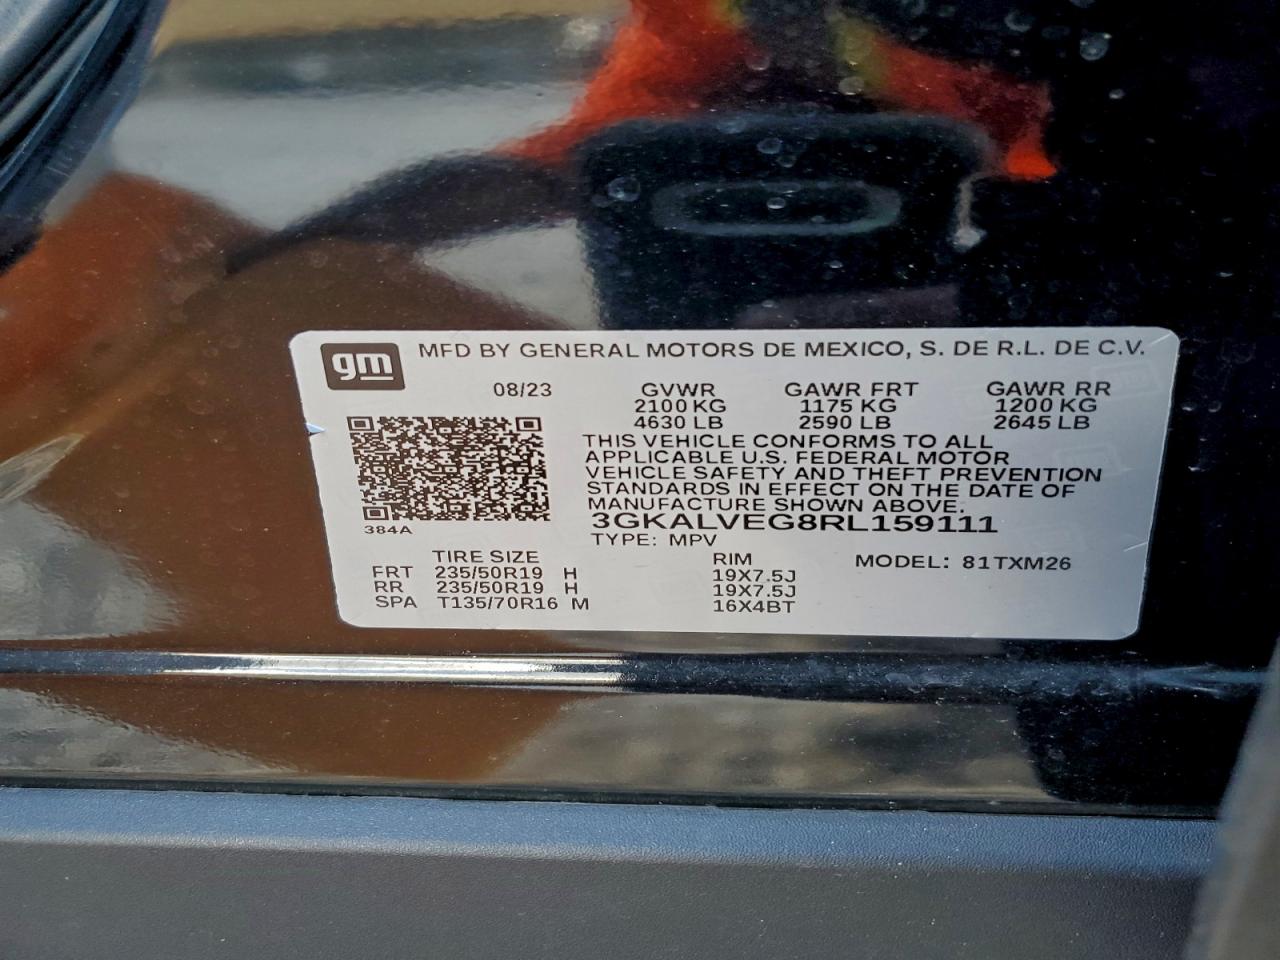 gm MFD BY GENERAL MOTORS DE MEXICO, S. DE R.L. DE C.V.
08/23 GVWR GAWR FRT GAWR RR
2100 KG 1175 KG 1200 KG
4630 LB 2590 LB 2645 LB
THIS VEHICLE CONFORMS TO ALL
APPLICABLE U.S. FEDERAL MOTOR
VEHICLE SAFETY AND THEFT PREVENTION
STANDARDS IN EFFECT ON THE DATE OF
MANUFACTURE SHOWN ABOVE.
384A 3GKALVEG8RL159111
TYPE: MPV
TIRE SIZE RIM MODEL: 81TXM26
FRT 235/50R19 H 19X7.5J
RR 235/50R19 H 19X7.5J
SPA T135/70R16 M 16X4BT